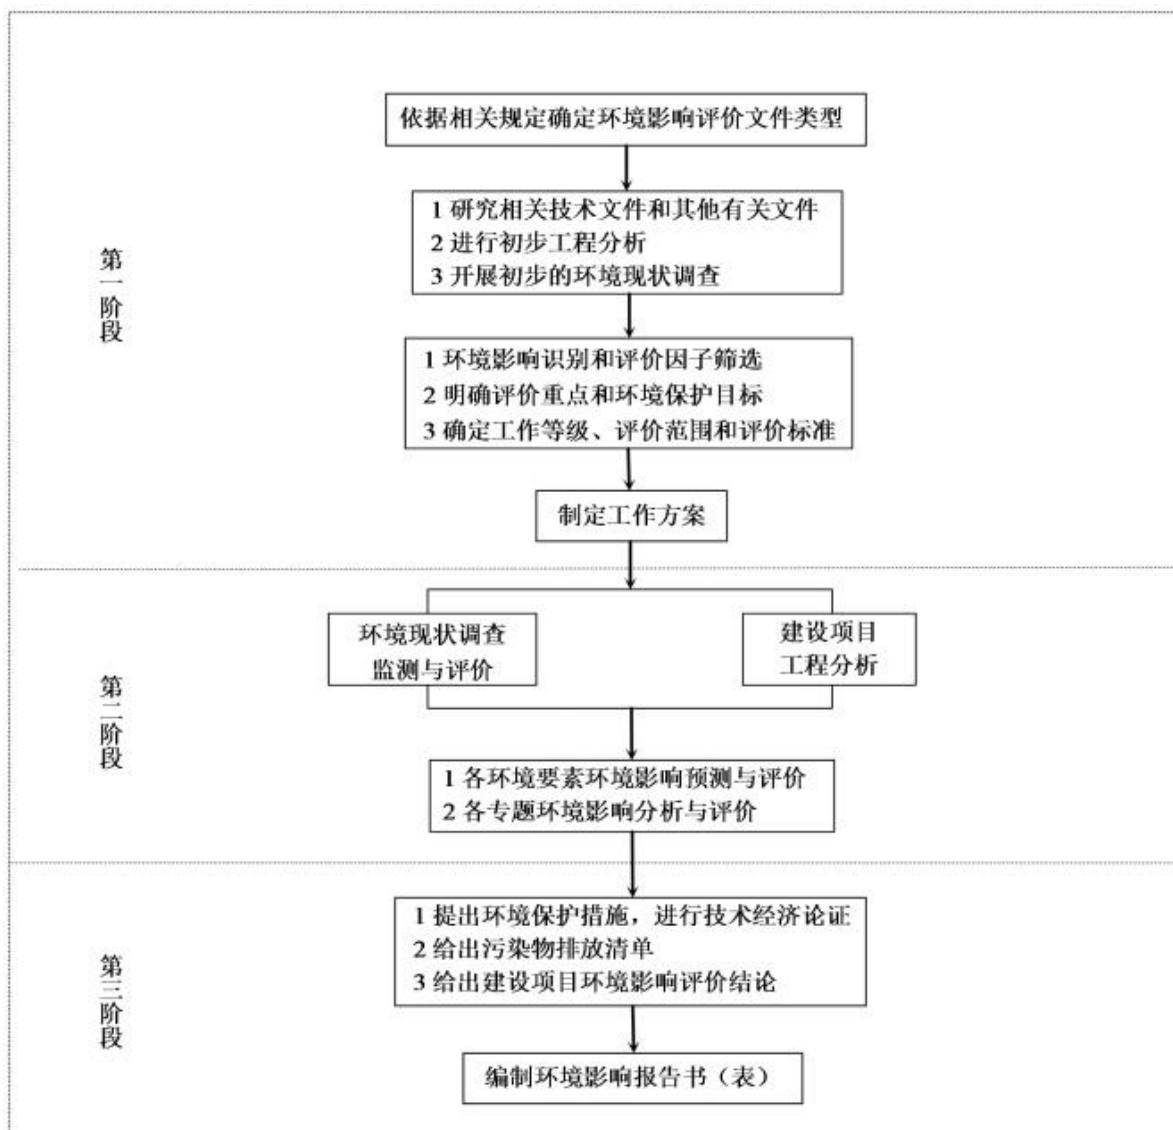 依据相关规定确定环境影响评价文件类型
1 研究相关技术文件和其他有关文件
2 进行初步工程分析
3 开展初步的环境现状调查
第一阶段
1 环境影响识别和评价因子筛选
2 明确评价重点和环境保护目标
3 确定工作等级、评价范围和评价标准
制定工作方案
第二阶段
环境现状调查
监测与评价
建设项目
工程分析
1 各环境要素环境影响预测与评价
2 各专题环境影响分析与评价
第三阶段
1 提出环境保护措施，进行技术经济论证
2 给出污染物排放清单
3 给出建设项目环境影响评价结论
编制环境影响报告书（表）